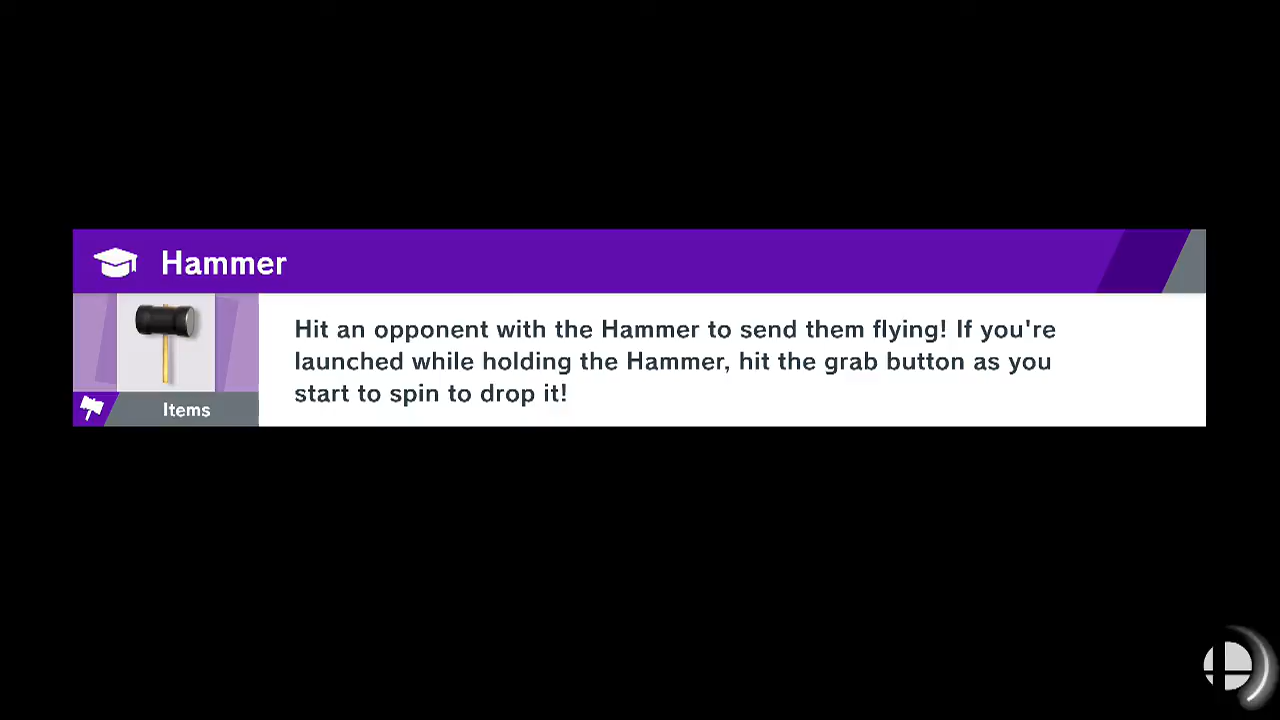 Hammer
Hit an opponent with the Hammer to send them flying! If you're
launched while holding the Hammer, hit the grab button as you
start to spin to drop it!
Items